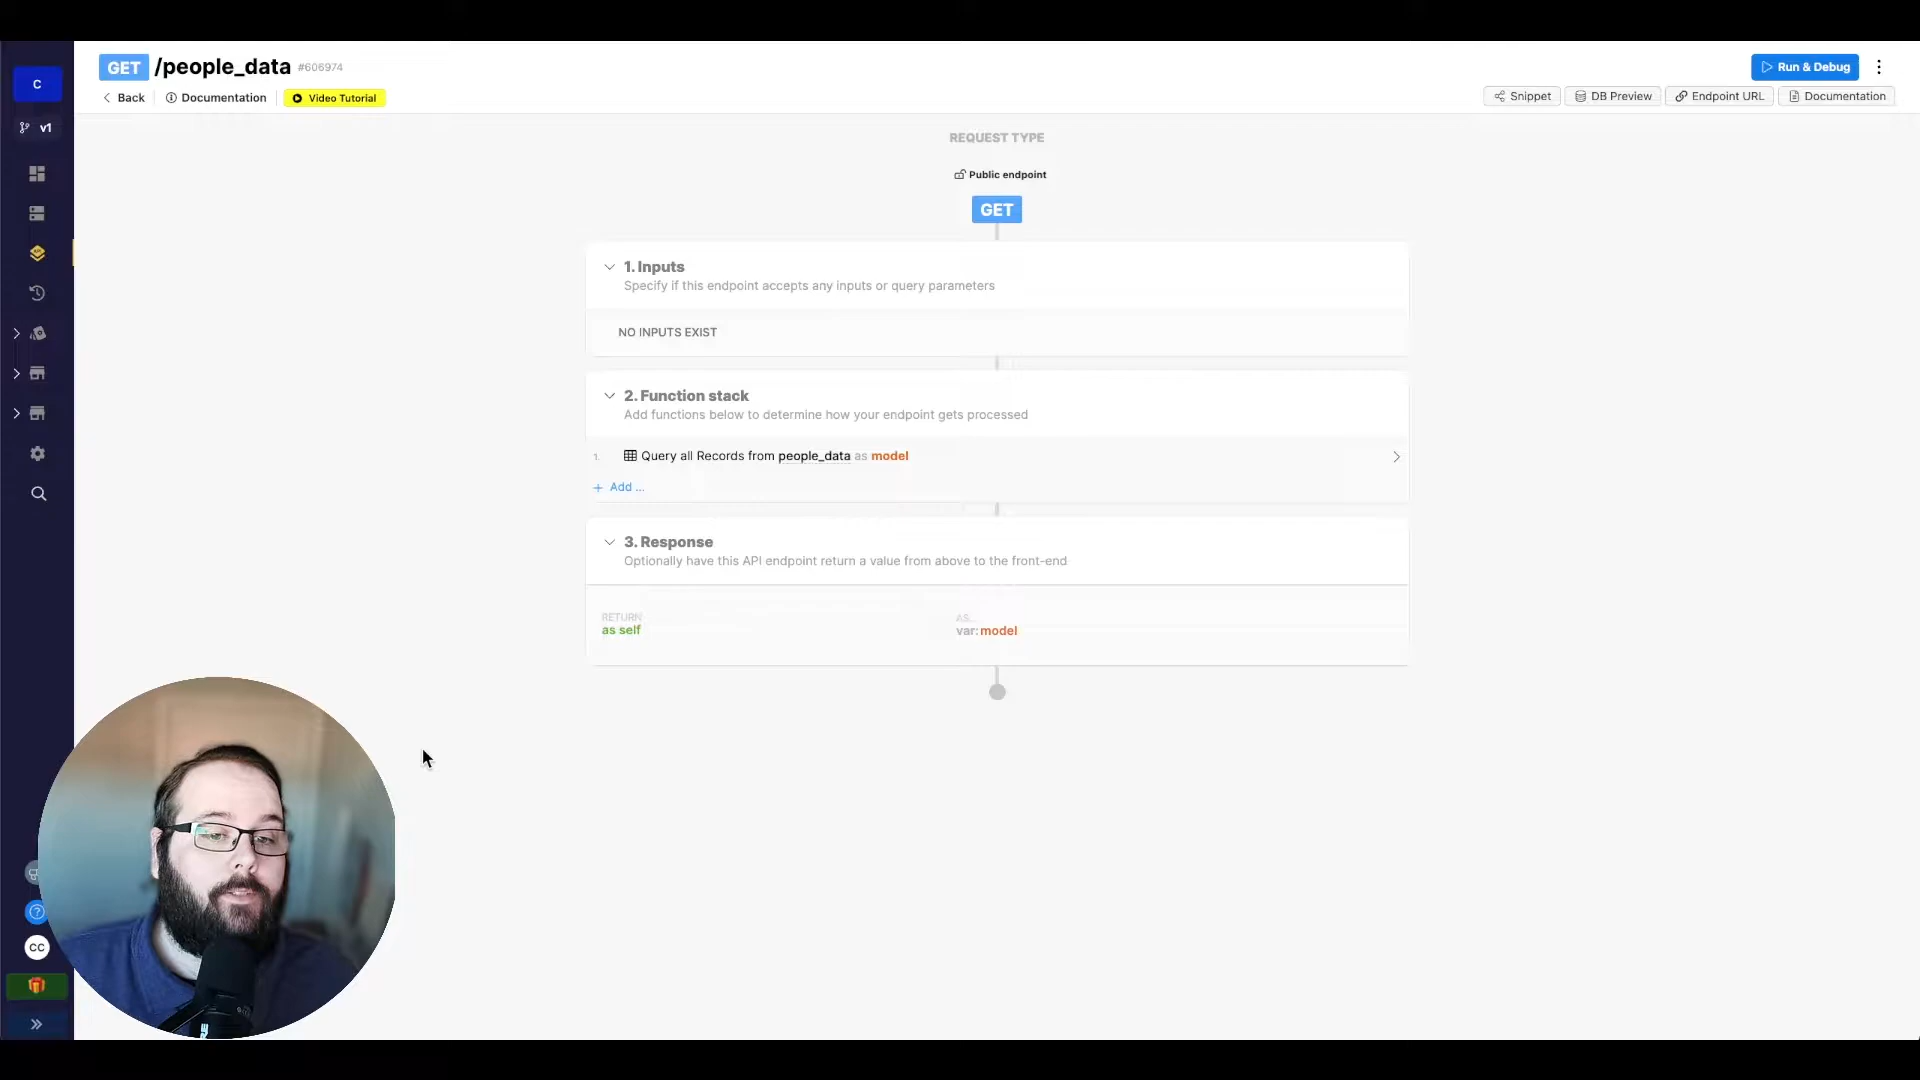 C
GET /people_data #606974
Run & Debug
Back
Documentation
Video Tutorial
Snippet
DB Preview
Endpoint URL
Documentation
v1
REQUEST TYPE
Public endpoint
GET
1. Inputs
Specify if this endpoint accepts any inputs or query parameters
NO INPUTS EXIST
2. Function stack
Add functions below to determine how your endpoint gets processed
1. Query all Records from people_data as model
+ Add ...
3. Response
Optionally have this API endpoint return a value from above to the front-end
RETURN
as self
AS...
var:model
CC